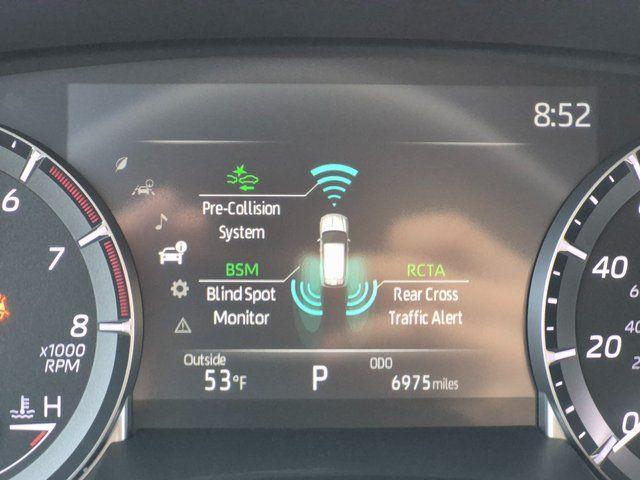 8:52
6
Pre-Collision
System
7
BSM
RCTA
Blind Spot
Monitor
Rear Cross
Traffic Alert
8
x1000
RPM
40
20
0
Outside
53°F
P
ODO
6975 miles
H